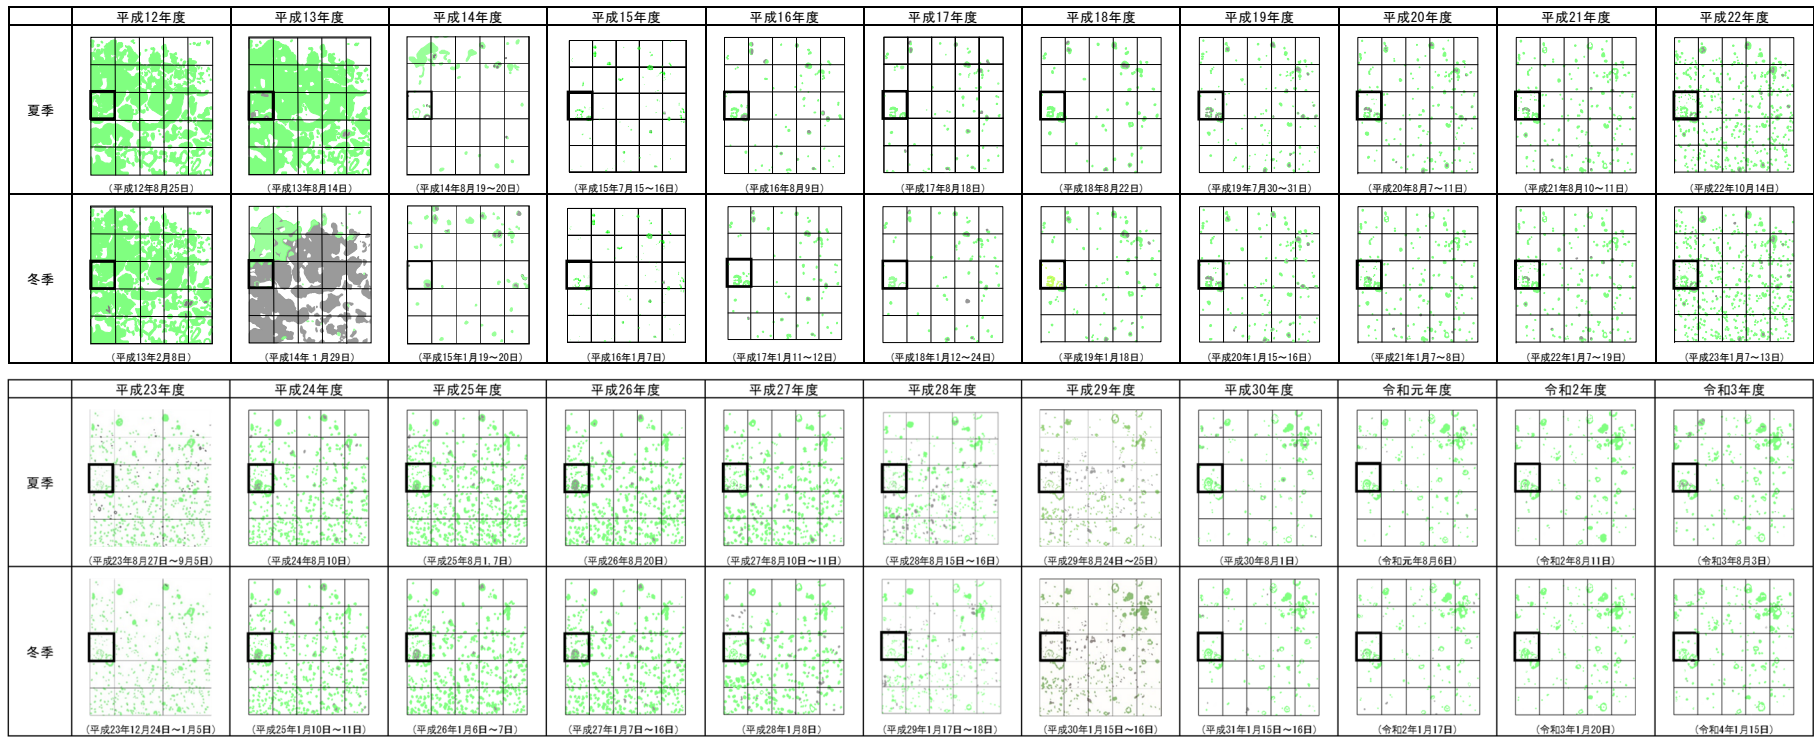 平成12年度 平成13年度 平成14年度 平成15年度 平成16年度 平成17年度 平成18年度 平成19年度 平成20年度 平成21年度 平成22年度
夏季
(平成12年8月25日) (平成13年8月14日) (平成14年8月19～20日) (平成15年7月15～16日) (平成16年8月9日) (平成17年8月18日) (平成18年8月22日) (平成19年7月30～31日) (平成20年8月7～11日) (平成21年8月10～11日) (平成22年10月14日)
冬季
(平成13年2月8日) (平成14年1月29日) (平成15年1月19～20日) (平成16年1月7日) (平成17年1月11～12日) (平成18年1月12～24日) (平成19年1月18日) (平成20年1月15～16日) (平成21年1月7～8日) (平成22年1月7～19日) (平成23年1月7～13日)
平成23年度 平成24年度 平成25年度 平成26年度 平成27年度 平成28年度 平成29年度 平成30年度 令和元年度 令和2年度 令和3年度
夏季
(平成23年8月27日～9月5日) (平成24年8月10日) (平成25年8月1,7日) (平成26年8月20日) (平成27年8月10日～11日) (平成28年8月15日～16日) (平成29年8月24日～25日) (平成30年8月1日) (令和元年8月6日) (令和2年8月11日) (令和3年8月3日)
冬季
(平成23年12月24日～1月5日) (平成25年1月10日～11日) (平成26年1月6日～7日) (平成27年1月7日～16日) (平成28年1月8日) (平成29年1月17日～18日) (平成30年1月15日～16日) (平成31年1月15日～16日) (令和2年1月17日) (令和3年1月20日) (令和4年1月15日)